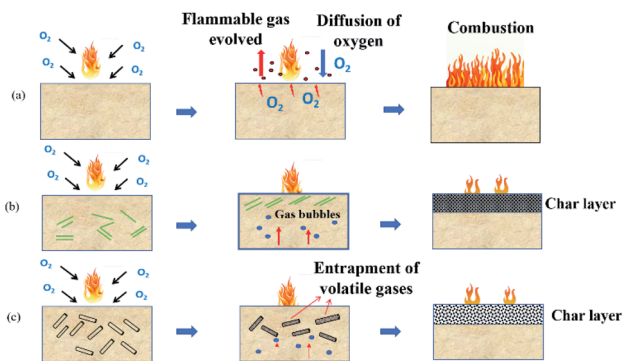 Flammable gas
evolved
Diffusion of
oxygen
Combustion
O₂ O₂
O₂ O₂
O₂
O₂ O₂
(a)
O₂ O₂
O₂ O₂
(b)
Gas bubbles
Char layer
O₂ O₂
O₂ O₂
Entrapment of
volatile gases
(c)
Char layer